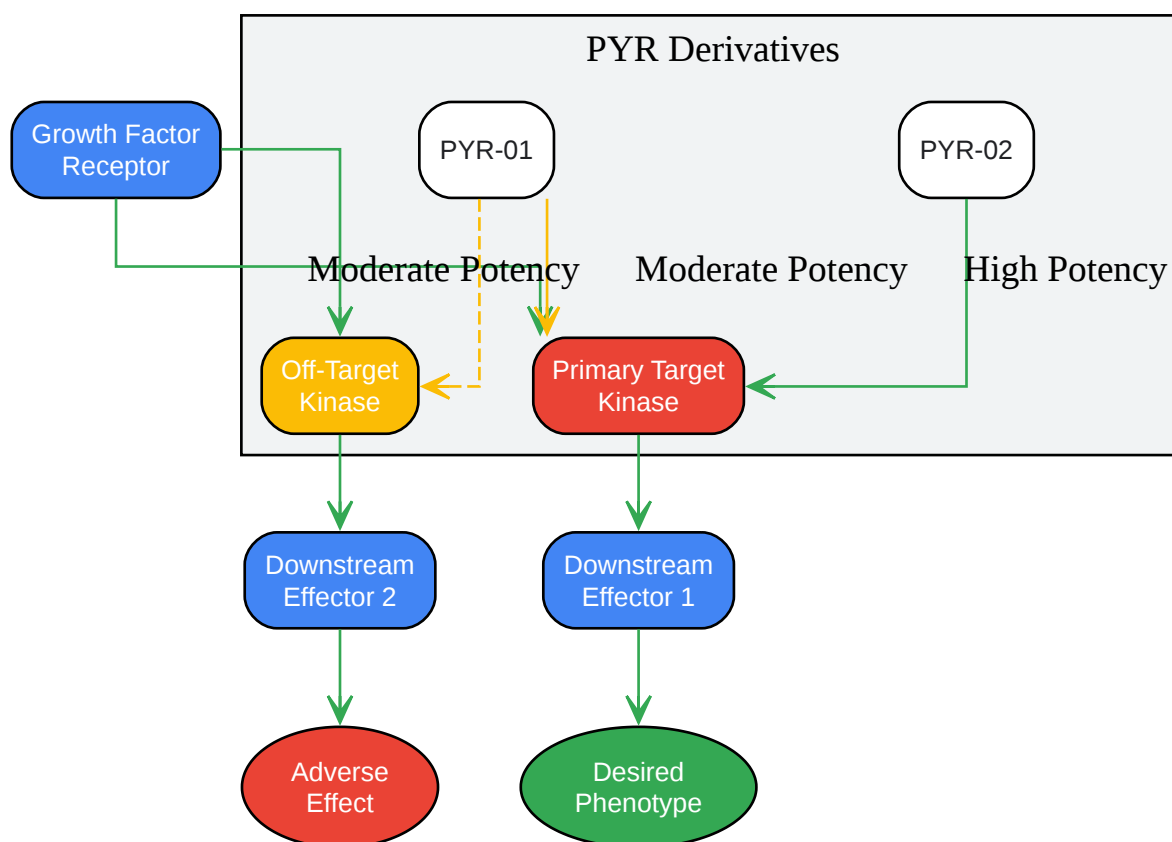 PYR Derivatives
Growth Factor
Receptor
PYR-01
PYR-02
Moderate Potency
Moderate Potency
High Potency
Off-Target
Kinase
Primary Target
Kinase
Downstream
Effector 2
Downstream
Effector 1
Adverse
Effect
Desired
Phenotype